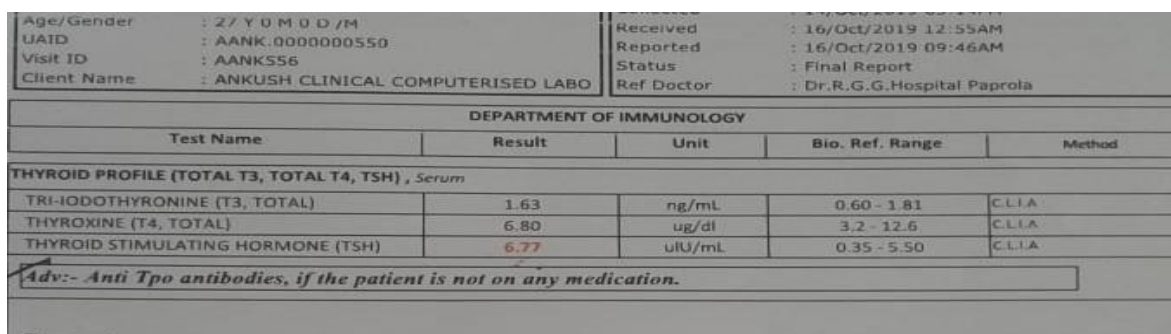 Age/Gender : 27 Y 0 M 0 D /M
UAID : AANK.0000000550
Visit ID : AANK556
Client Name : ANKUSH CLINICAL COMPUTERISED LABO
Received : 16/Oct/2019 12:55AM
Reported : 16/Oct/2019 09:46AM
Status : Final Report
Ref Doctor : Dr.R.G.G.Hospital Paprola
DEPARTMENT OF IMMUNOLOGY
Test Name Result Unit Bio. Ref. Range Method
THYROID PROFILE (TOTAL T3, TOTAL T4, TSH) , Serum
TRI-IODOTHYRONINE (T3, TOTAL) 1.63 ng/mL 0.60 - 1.81 C.L.I.A
THYROXINE (T4, TOTAL) 6.80 ug/dl 3.2 - 12.6 C.L.I.A
THYROID STIMULATING HORMONE (TSH) 6.77 uIU/mL 0.35 - 5.50 C.L.I.A
Adv:- Anti Tpo antibodies, if the patient is not on any medication.